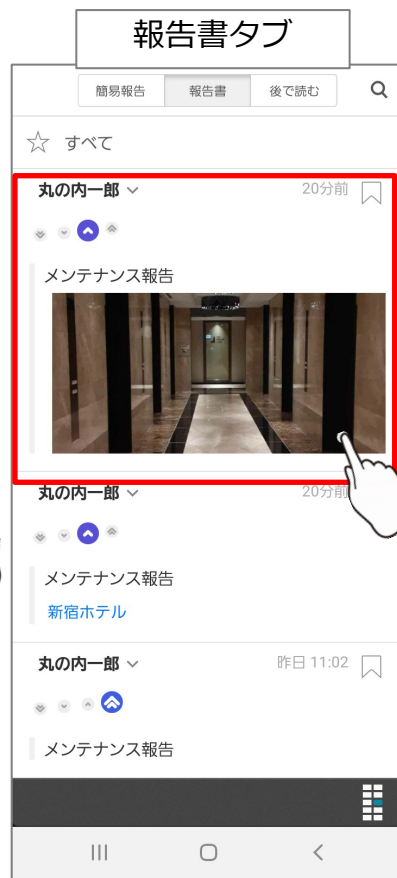 報告書タブ
簡易報告 報告書 後で読む
すべて
丸の内一郎 20分前
メンテナンス報告
丸の内一郎 20分前
メンテナンス報告
新宿ホテル
丸の内一郎 昨日 11:02
メンテナンス報告